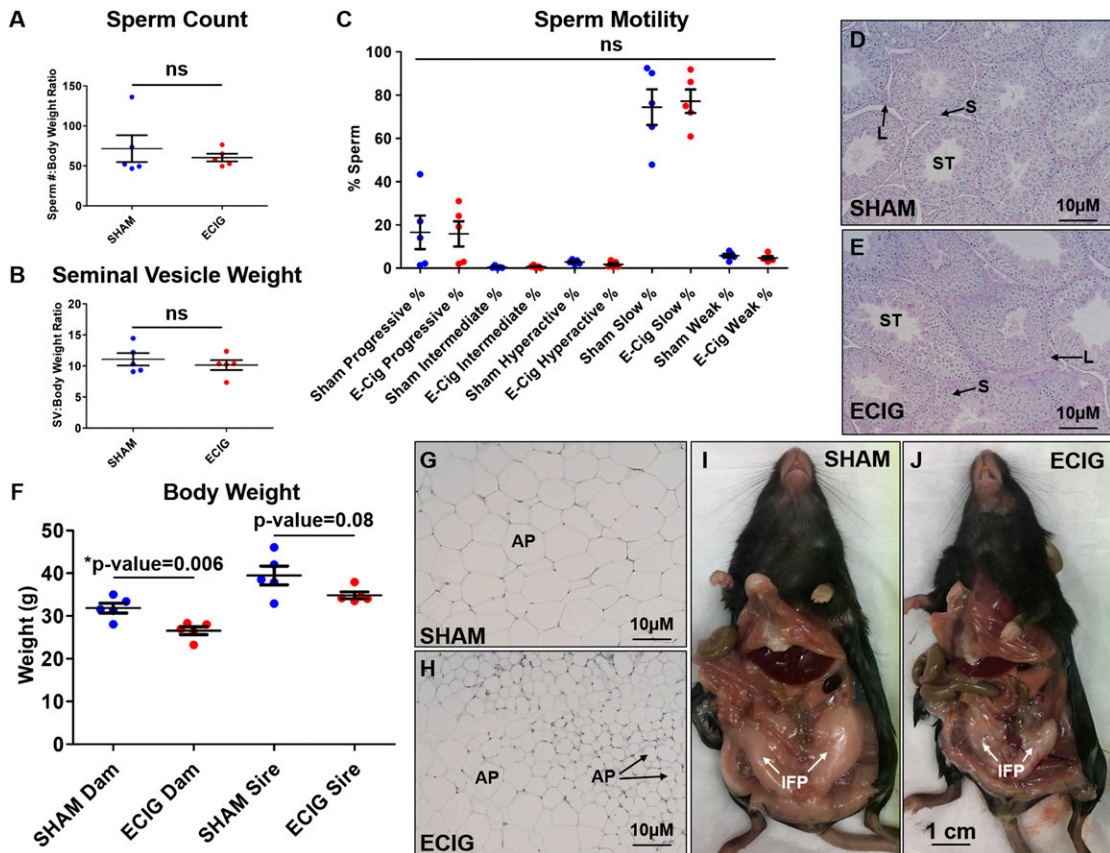 A
Sperm Count
ns
Sperm #:Body Weight Ratio
150
100
50
0
SHAM
ECIG
B
Seminal Vesicle Weight
ns
SV:Body Weight Ratio
20
15
10
5
0
SHAM
ECIG
C
Sperm Motility
ns
% Sperm
100
80
60
40
20
0
Sham Progressive %
E-Cig Progressive %
Sham Intermediate %
E-Cig Intermediate %
Sham Hyperactive %
E-Cig Hyperactive %
Sham Slow %
E-Cig Slow %
Sham Weak %
E-Cig Weak %
D
S
L
ST
SHAM
10μM
E
ST
L
S
ECIG
10μM
F
Body Weight
p-value=0.08
*p-value=0.006
Weight (g)
50
40
30
20
10
0
SHAM Dam
ECIG Dam
SHAM Sire
ECIG Sire
G
AP
SHAM
10μM
H
AP
AP
ECIG
10μM
I
SHAM
IFP
J
ECIG
IFP
1 cm